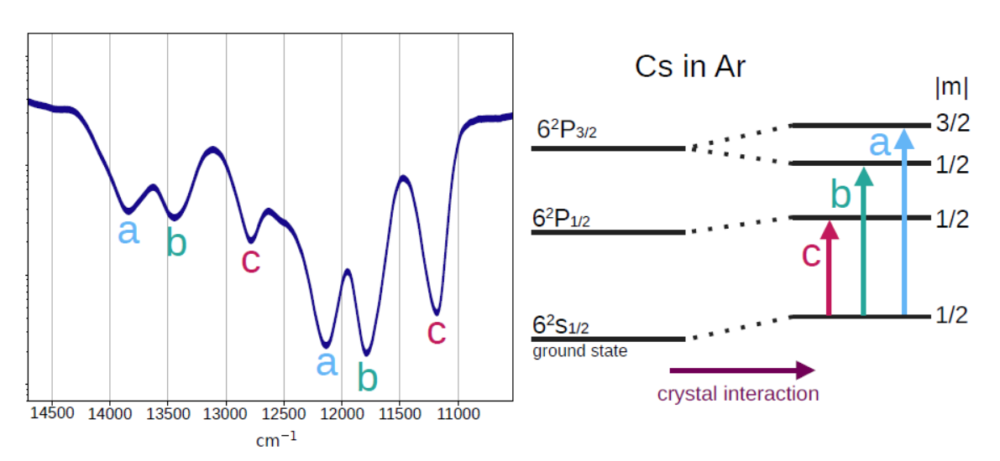 a
b
c
a
b
c
14500 14000 13500 13000 12500 12000 11500 11000
cm⁻¹
Cs in Ar
|m|
6²P3/2
3/2
a
1/2
b
6²P1/2
1/2
c
6²S1/2
1/2
ground state
crystal interaction